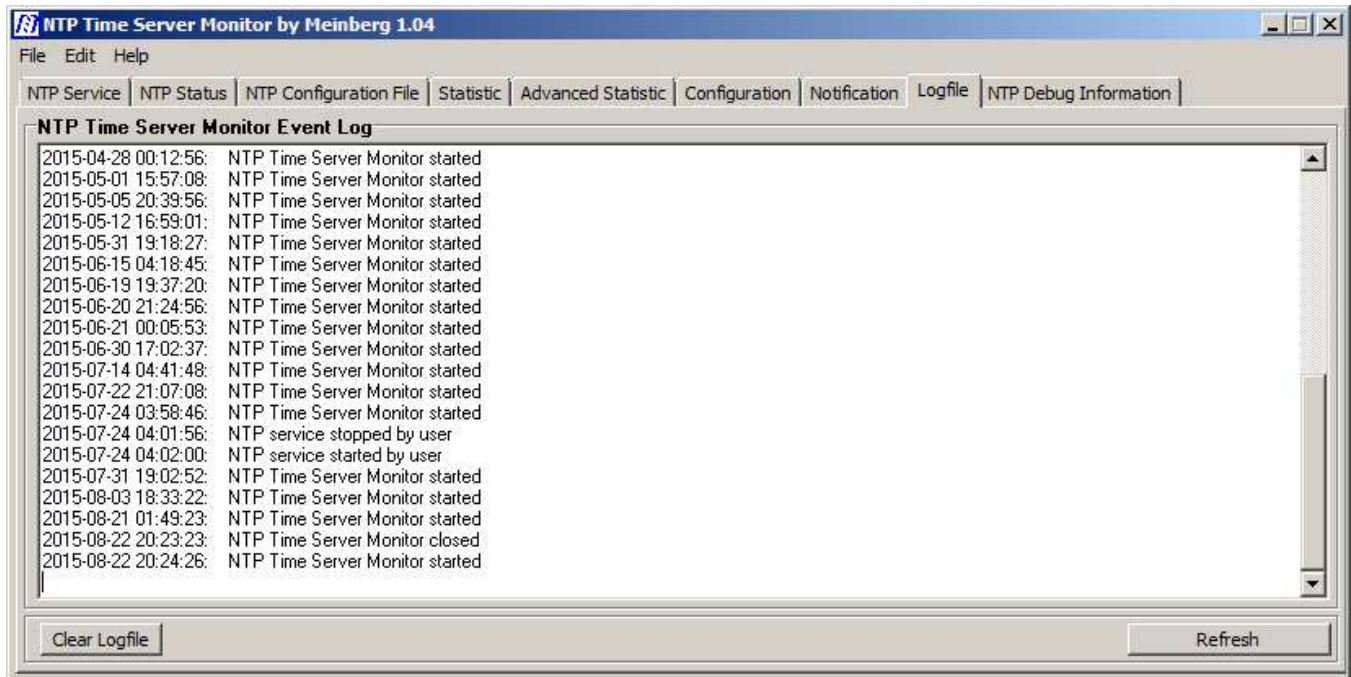 NTP Time Server Monitor by Meinberg 1.04
File Edit Help
NTP Service NTP Status NTP Configuration File Statistic Advanced Statistic Configuration Notification Logfile NTP Debug Information
NTP Time Server Monitor Event Log
2015-04-28 00:12:56: NTP Time Server Monitor started
2015-05-01 15:57:08: NTP Time Server Monitor started
2015-05-05 20:39:56: NTP Time Server Monitor started
2015-05-12 16:59:01: NTP Time Server Monitor started
2015-05-31 19:18:27: NTP Time Server Monitor started
2015-06-15 04:18:45: NTP Time Server Monitor started
2015-06-19 19:37:20: NTP Time Server Monitor started
2015-06-20 21:24:56: NTP Time Server Monitor started
2015-06-21 00:05:53: NTP Time Server Monitor started
2015-06-30 17:02:37: NTP Time Server Monitor started
2015-07-14 04:41:48: NTP Time Server Monitor started
2015-07-22 21:07:08: NTP Time Server Monitor started
2015-07-24 03:58:46: NTP Time Server Monitor started
2015-07-24 04:01:56: NTP service stopped by user
2015-07-24 04:02:00: NTP service started by user
2015-07-31 19:02:52: NTP Time Server Monitor started
2015-08-03 18:33:22: NTP Time Server Monitor started
2015-08-21 01:49:23: NTP Time Server Monitor started
2015-08-22 20:23:23: NTP Time Server Monitor closed
2015-08-22 20:24:26: NTP Time Server Monitor started
Clear Logfile Refresh